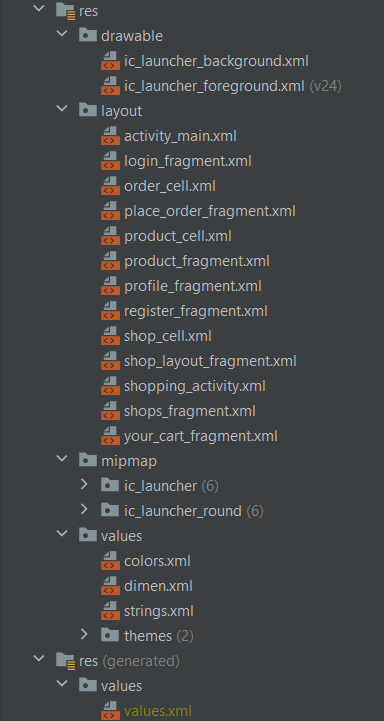 res
drawable
ic_launcher_background.xml
ic_launcher_foreground.xml (v24)
layout
activity_main.xml
login_fragment.xml
order_cell.xml
place_order_fragment.xml
product_cell.xml
product_fragment.xml
profile_fragment.xml
register_fragment.xml
shop_cell.xml
shop_layout_fragment.xml
shopping_activity.xml
shops_fragment.xml
your_cart_fragment.xml
mipmap
ic_launcher (6)
ic_launcher_round (6)
values
colors.xml
dimen.xml
strings.xml
themes (2)
res (generated)
values
values.xml